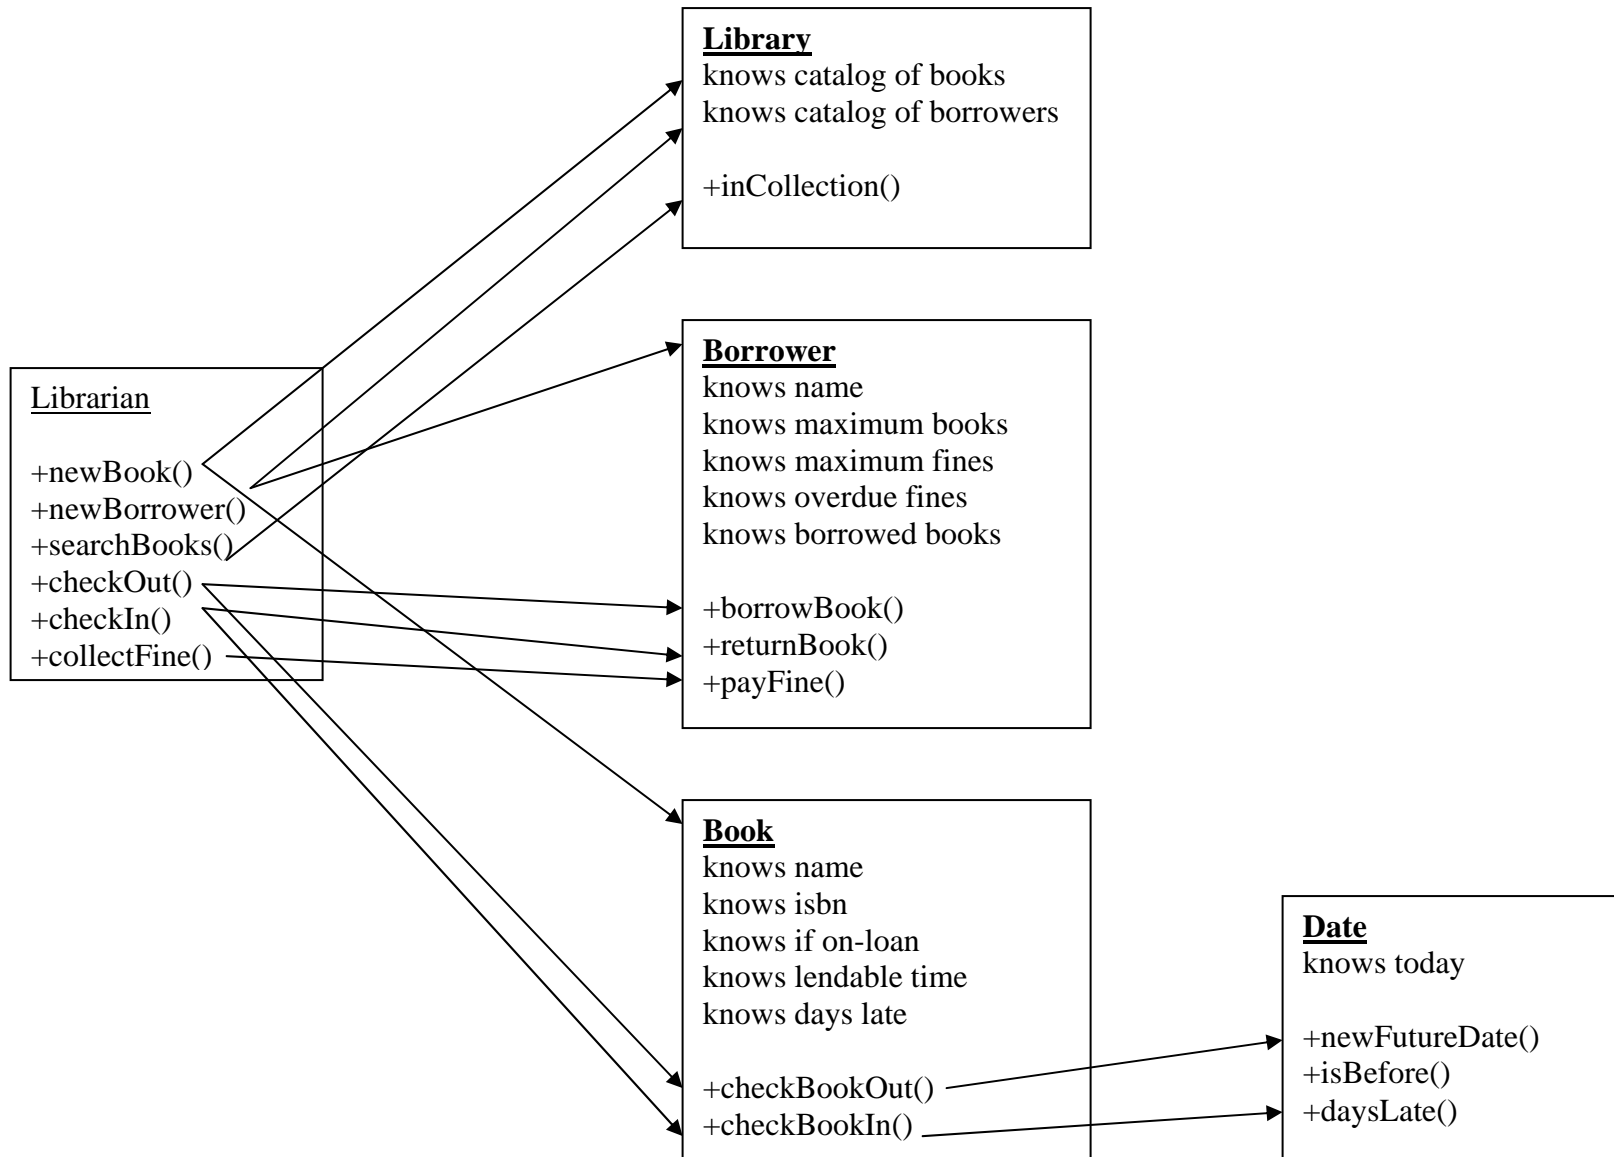 Library
knows catalog of books
knows catalog of borrowers
+inCollection()
Librarian
+newBook()
+newBorrower()
+searchBooks()
+checkOut()
+checkIn()
+collectFine()
Borrower
knows name
knows maximum books
knows maximum fines
knows overdue fines
knows borrowed books
+borrowBook()
+returnBook()
+payFine()
Book
knows name
knows isbn
knows if on-loan
knows lendable time
knows days late
+checkBookOut()
+checkBookIn()
Date
knows today
+newFutureDate()
+isBefore()
+daysLate()